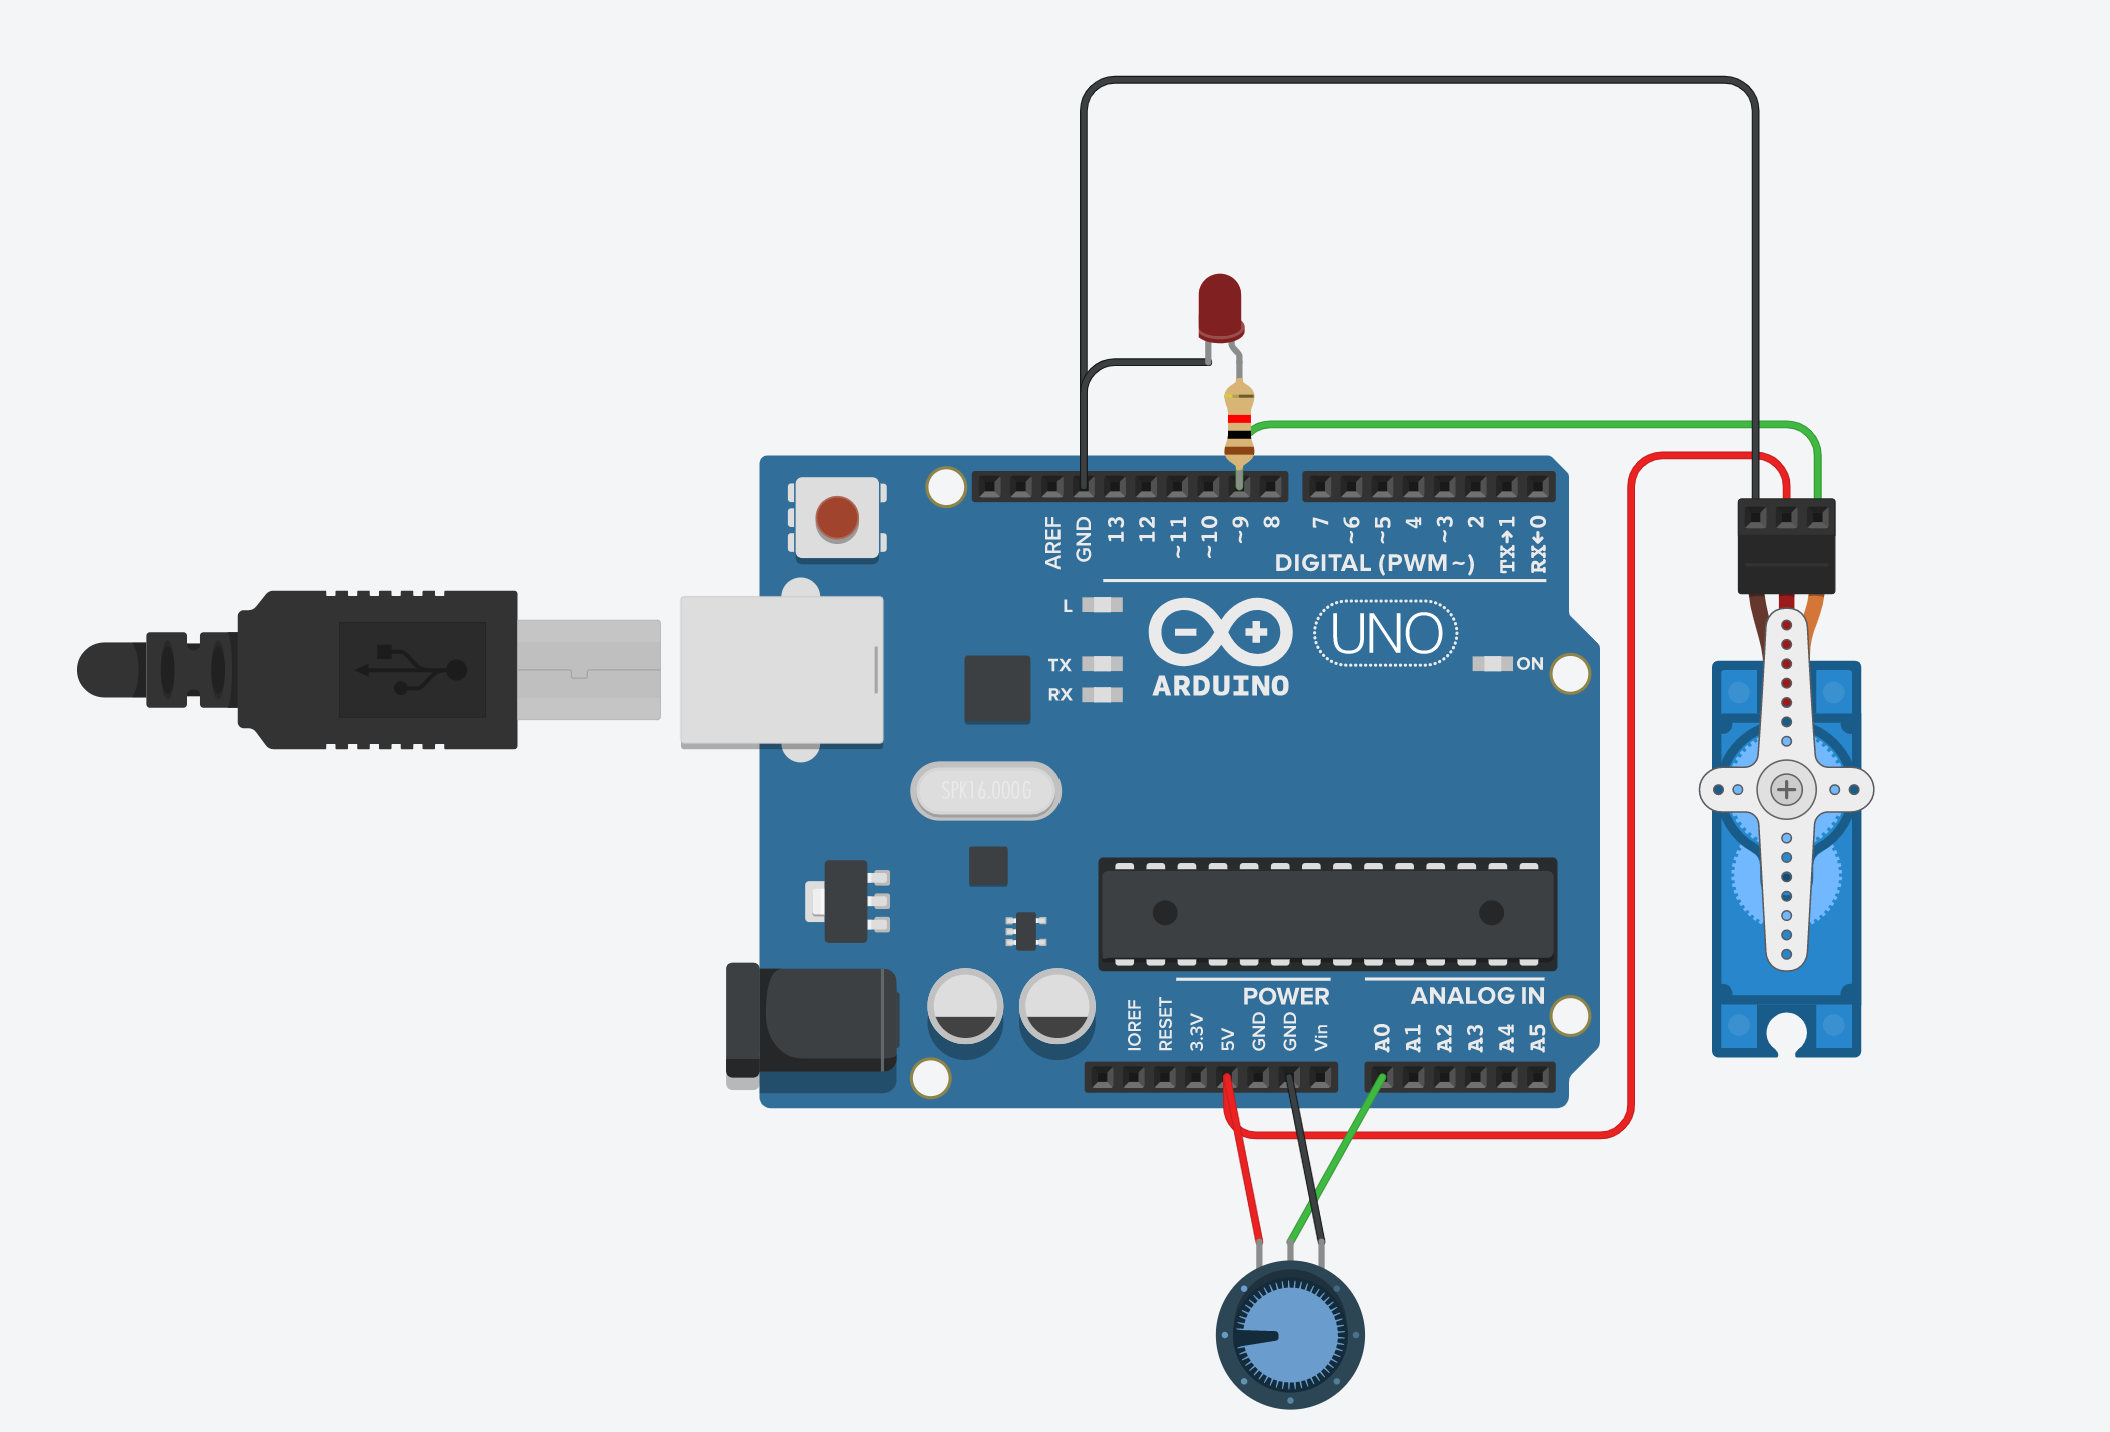 AREF
GND
13
12
~11
~10
~9
8
7
~6
~5
4
~3
2
TX→1
RX←0
DIGITAL (PWM~)
L
TX
RX
ARDUINO
UNO
ON
SPK16.000G
POWER
ANALOG IN
IOREF
RESET
3.3V
5V
GND
GND
Vin
A0
A1
A2
A3
A4
A5